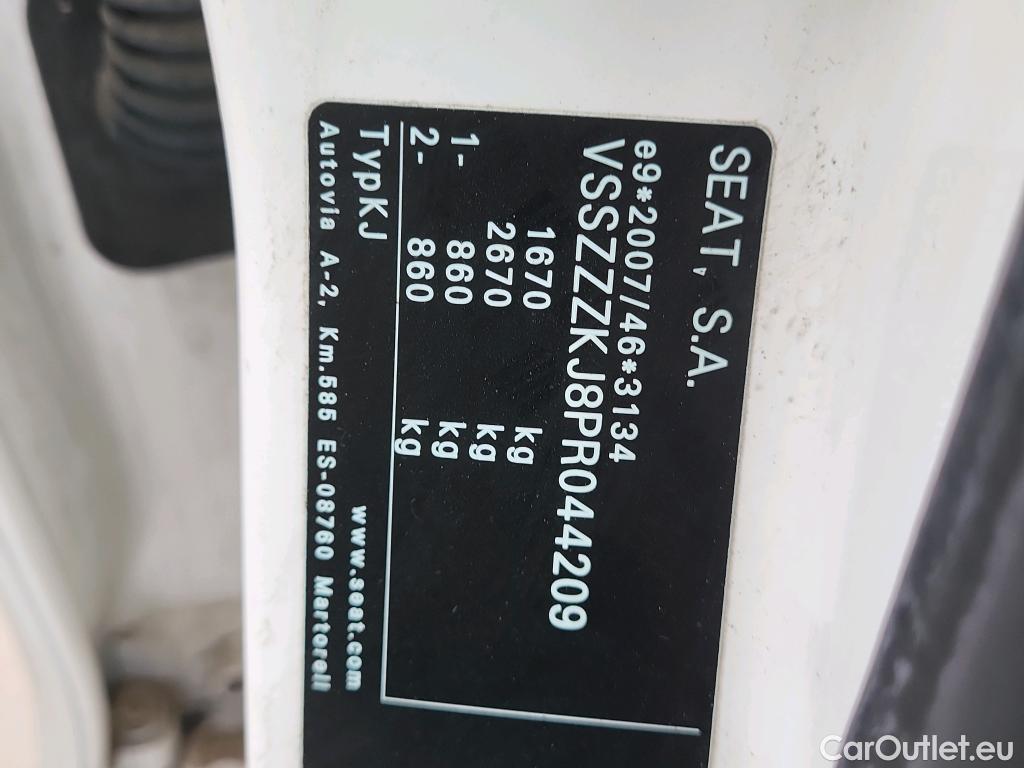 SEAT, S.A.
e9*2007/46*3134
VSSZZZKJ8PR044209
1670 kg
2670 kg
1- 860 kg
2- 860 kg
TypKJ www.seat.com
Autovia A-2, Km.585 ES-08760 Martorell
CarOutlet.eu